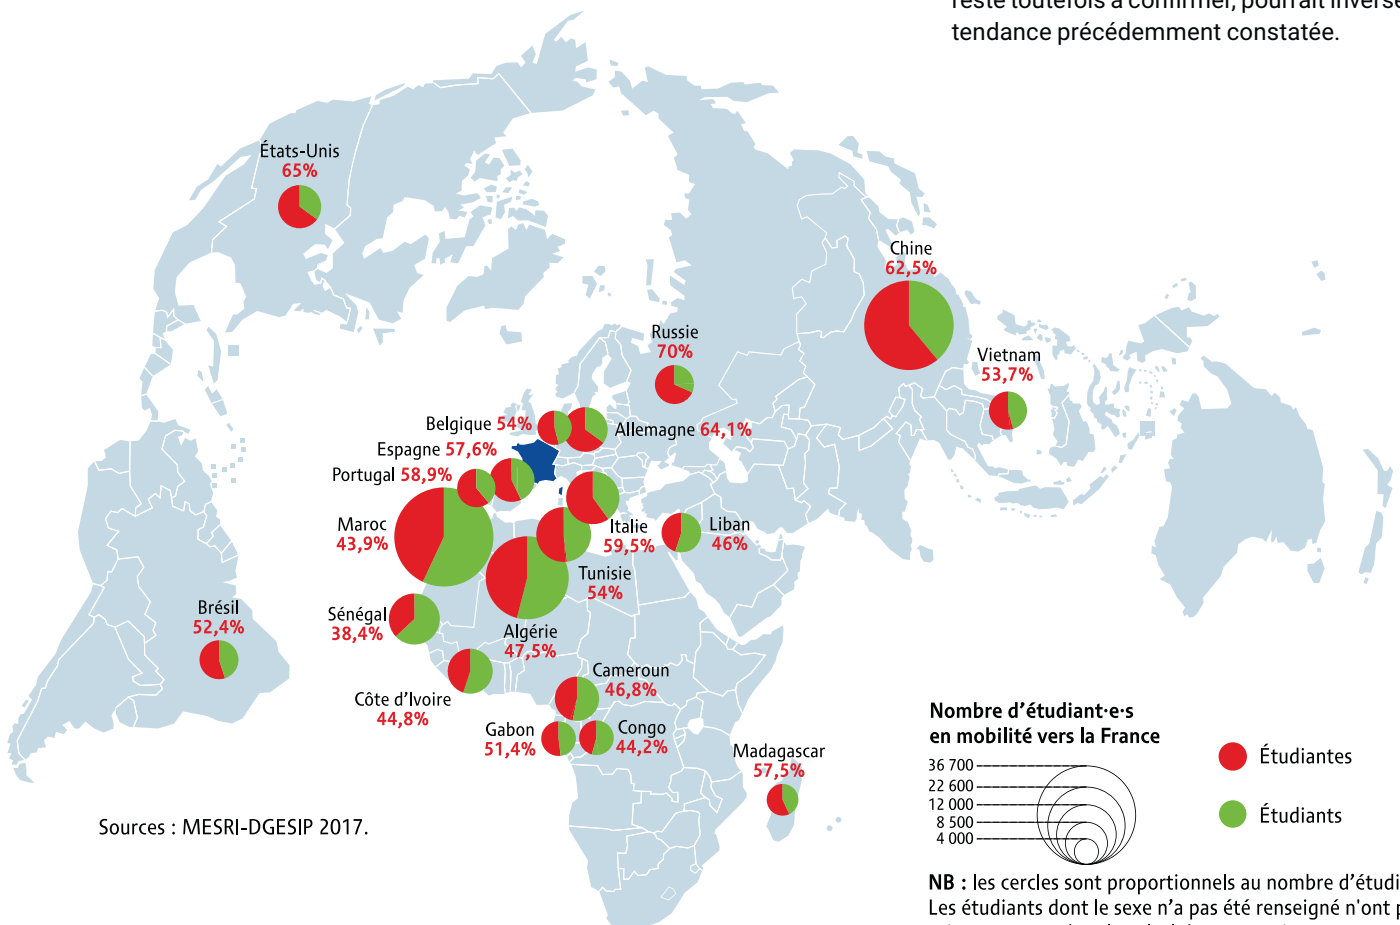 reste toutefois à confirmer, pourrait inverse
tendance précédemment constatée.
États-Unis
65%
Chine
62,5%
Russie
70%
Vietnam
53,7%
Belgique 54%
Allemagne 64,1%
Espagne 57,6%
Portugal 58,9%
Maroc
43,9%
Italie
59,5%
Liban
46%
Tunisie
54%
Sénégal
38,4%
Algérie
47,5%
Brésil
52,4%
Côte d'Ivoire
44,8%
Cameroun
46,8%
Gabon
51,4%
Congo
44,2%
Madagascar
57,5%
Nombre d'étudiant·e·s
en mobilité vers la France
36 700
22 600
12 000
8 500
4 000
Étudiantes
Étudiants
Sources : MESRI-DGESIP 2017.
NB : les cercles sont proportionnels au nombre d'étudi
Les étudiants dont le sexe n'a pas été renseigné n'ont p